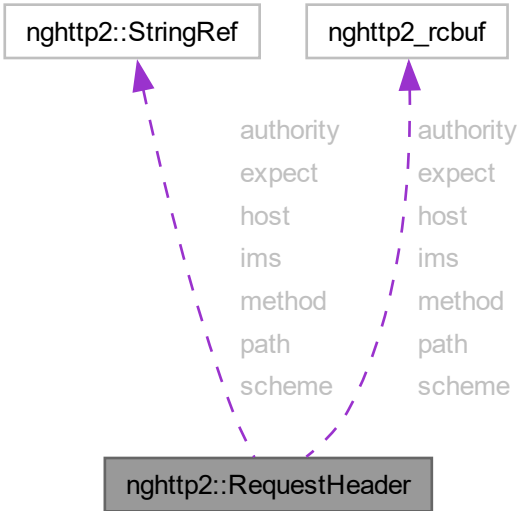 nghttp2::StringRef
nghttp2_rcbuf
authority
expect
host
ims
method
path
scheme
authority
expect
host
ims
method
path
scheme
nghttp2::RequestHeader